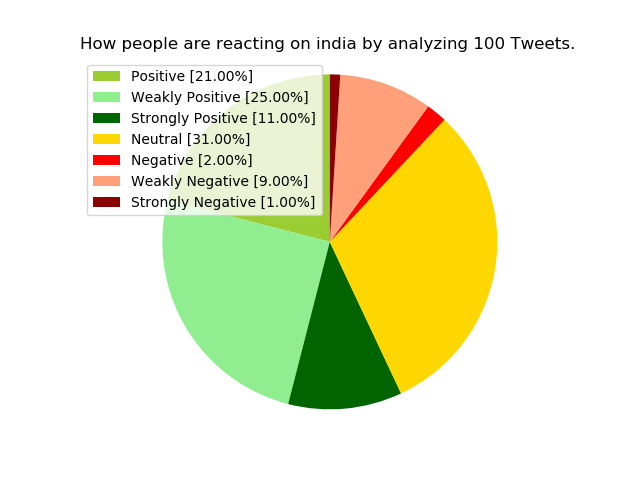 How people are reacting on india by analyzing 100 Tweets.
Positive [21.00%]
Weakly Positive [25.00%]
Strongly Positive [11.00%]
Neutral [31.00%]
Negative [2.00%]
Weakly Negative [9.00%]
Strongly Negative [1.00%]